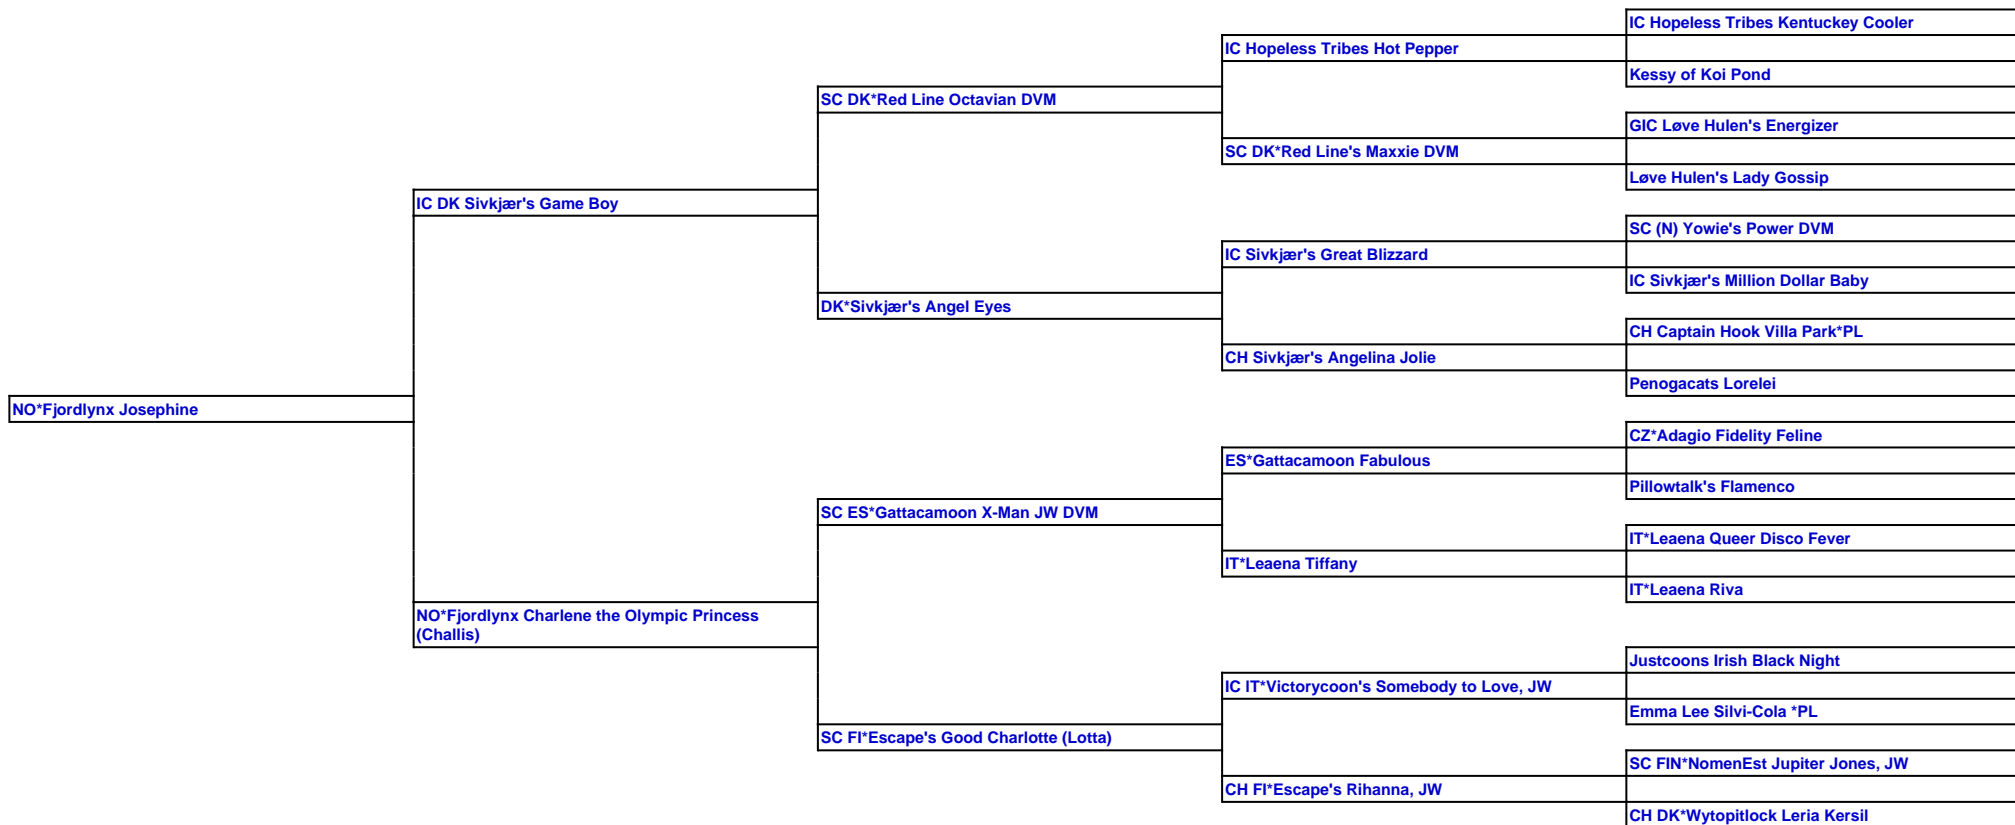 IC Hopeless Tribes Kentuckey Cooler
IC Hopeless Tribes Hot Pepper
Kessy of Koi Pond
SC DK*Red Line Octavian DVM
GIC Løve Hulen's Energizer
SC DK*Red Line's Maxxie DVM
Løve Hulen's Lady Gossip
IC DK Sivkjær's Game Boy
SC (N) Yowie's Power DVM
IC Sivkjær's Great Blizzard
IC Sivkjær's Million Dollar Baby
DK*Sivkjær's Angel Eyes
CH Captain Hook Villa Park*PL
CH Sivkjær's Angelina Jolie
Penogacats Lorelei
NO*Fjordlynx Josephine
CZ*Adagio Fidelity Feline
ES*Gattacamoon Fabulous
Pillowtalk's Flamenco
SC ES*Gattacamoon X-Man JW DVM
IT*Leaena Queer Disco Fever
IT*Leaena Tiffany
IT*Leaena Riva
NO*Fjordlynx Charlene the Olympic Princess
(Challis)
Justcoons Irish Black Night
IC IT*Victorycoon's Somebody to Love, JW
Emma Lee Silvi-Cola *PL
SC FI*Escape's Good Charlotte (Lotta)
SC FIN*NomenEst Jupiter Jones, JW
CH FI*Escape's Rihanna, JW
CH DK*Wytopitlock Leria Kersil